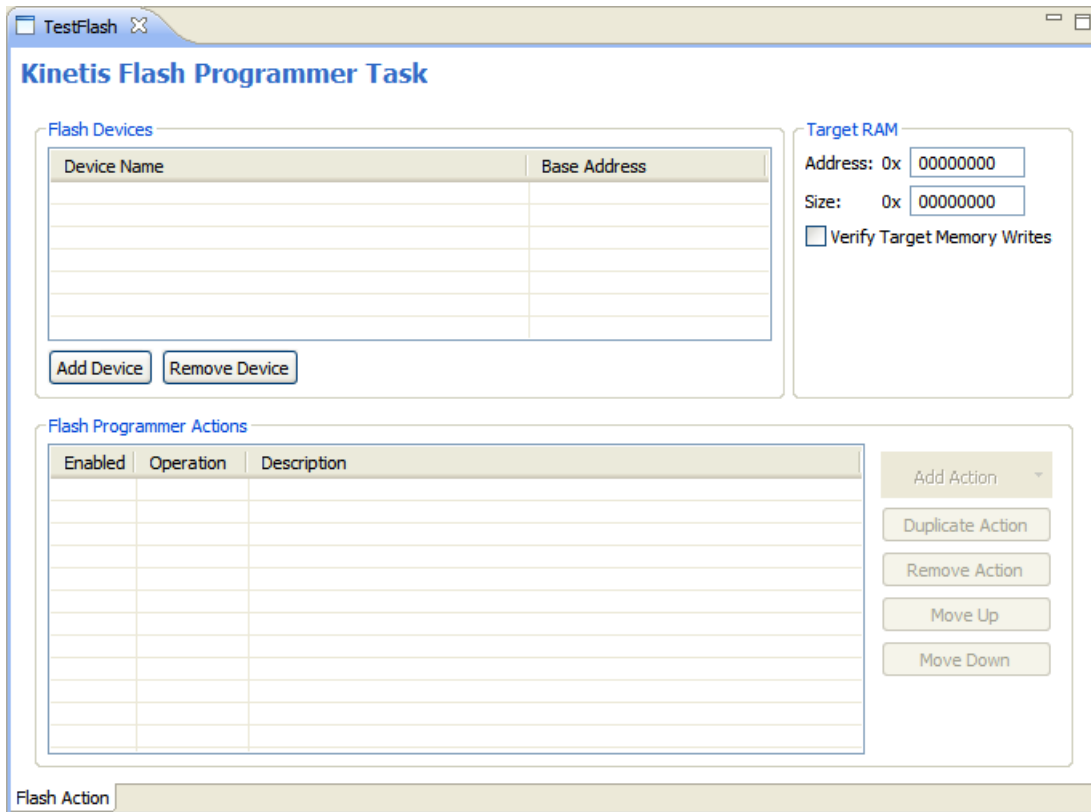 TestFlash
Kinetis Flash Programmer Task
Flash Devices
Device Name Base Address
Add Device Remove Device
Target RAM
Address: 0x 00000000
Size: 0x 00000000
Verify Target Memory Writes
Flash Programmer Actions
Enabled Operation Description
Add Action
Duplicate Action
Remove Action
Move Up
Move Down
Flash Action